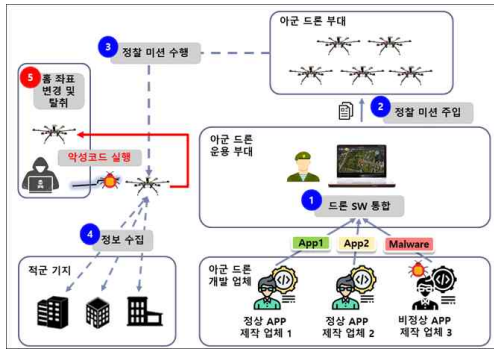 아군 드론 부대
3 정찰 미션 수행
5 홈 좌표
변경 및
탈취
2 정찰 미션 주입
아군 드론
운용 부대
악성코드 실행
1 드론 SW 통합
4 정보 수집
App1
App2
Malware
적군 기지
아군 드론
개발 업체
정상 APP
제작 업체 1
정상 APP
제작 업체 2
비정상 APP
제작 업체 3